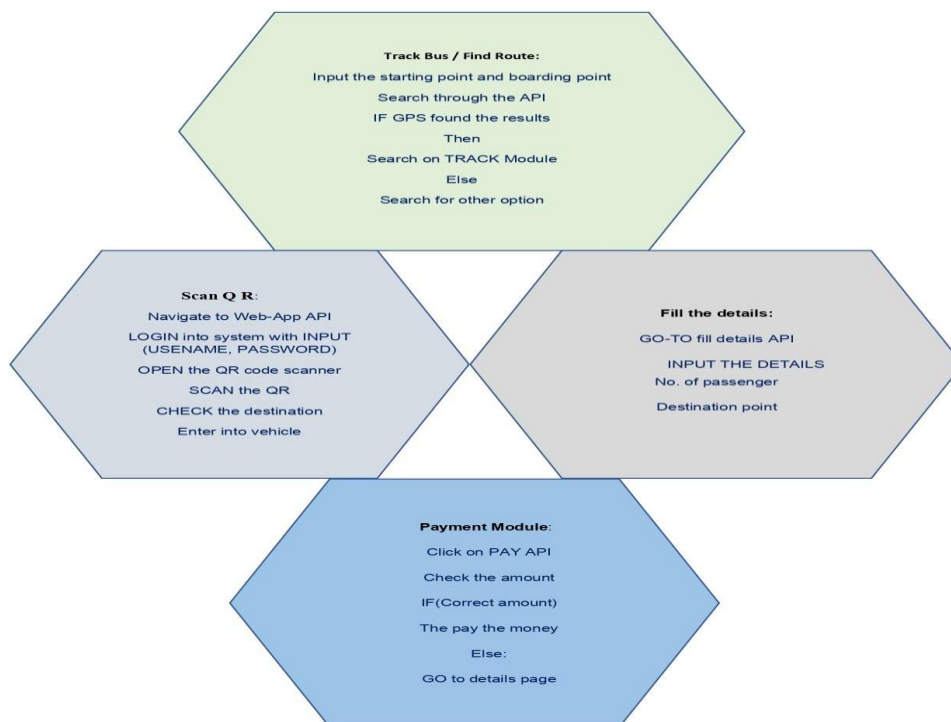 Track Bus / Find Route:
Input the starting point and boarding point
Search through the API
IF GPS found the results
Then
Search on TRACK Module
Else
Search for other option
Scan Q R:
Navigate to Web-App API
LOGIN into system with INPUT
(USENAME, PASSWORD)
OPEN the QR code scanner
SCAN the QR
CHECK the destination
Enter into vehicle
Fill the details:
GO-TO fill details API
INPUT THE DETAILS
No. of passenger
Destination point
Payment Module:
Click on PAY API
Check the amount
IF(Correct amount)
The pay the money
Else:
GO to details page